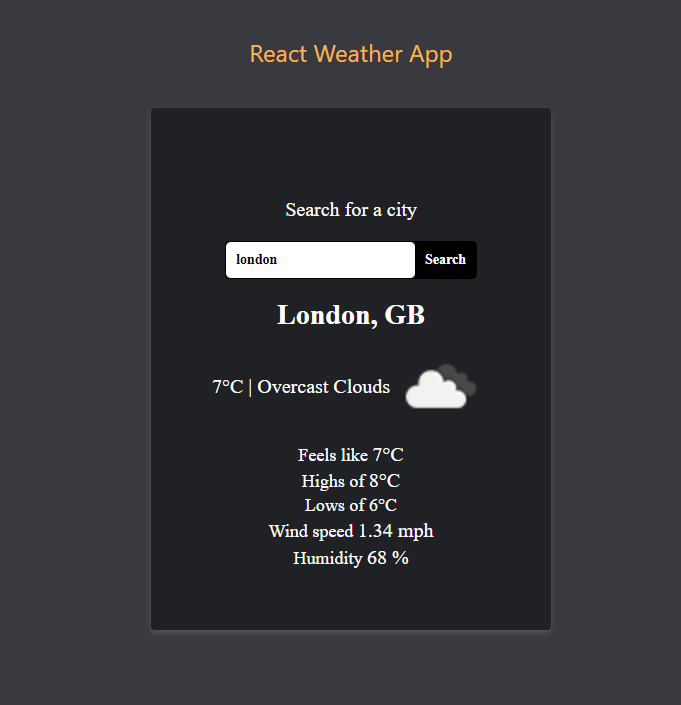 React Weather App
Search for a city
london Search
London, GB
7°C | Overcast Clouds
Feels like 7°C
Highs of 8°C
Lows of 6°C
Wind speed 1.34 mph
Humidity 68 %